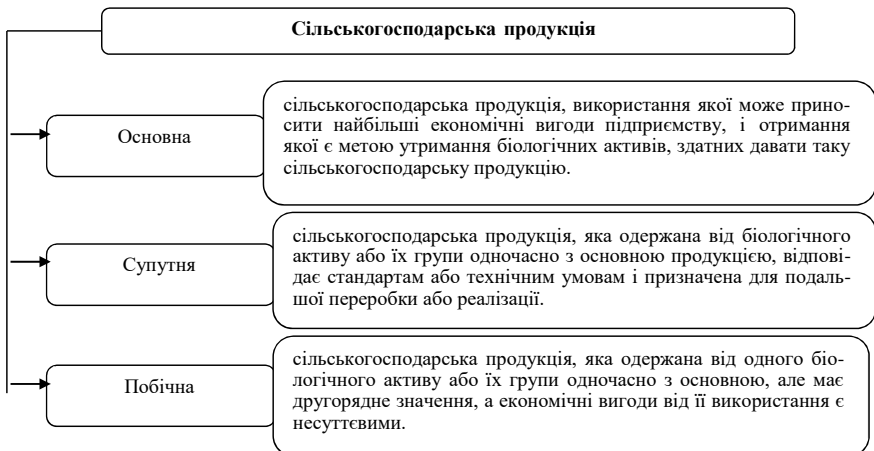 Сільськогосподарська продукція
Основна
сільськогосподарська продукція, використання якої може прино-
сити найбільші економічні вигоди підприємству, і отримання
якої є метою утримання біологічних активів, здатних давати таку
сільськогосподарську продукцію.
Супутня
сільськогосподарська продукція, яка одержана від біологічного
активу або їх групи одночасно з основною продукцією, відпові-
дає стандартам або технічним умовам і призначена для подаль-
шої переробки або реалізації.
Побічна
сільськогосподарська продукція, яка одержана від одного біо-
логічного активу або їх групи одночасно з основною, але має
другорядне значення, а економічні вигоди від її використання є
несуттєвими.